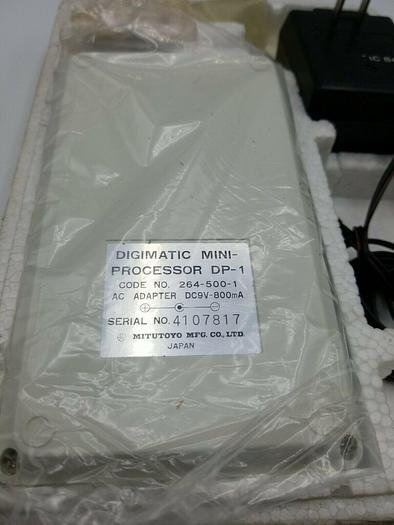 DIGIMATIC MINI-
PROCESSOR DP-1
CODE NO. 264-500-1
AC ADAPTER DC9V-800mA
+ −
SERIAL NO. 4107817
MITUTOYO MFG. CO., LTD.
JAPAN